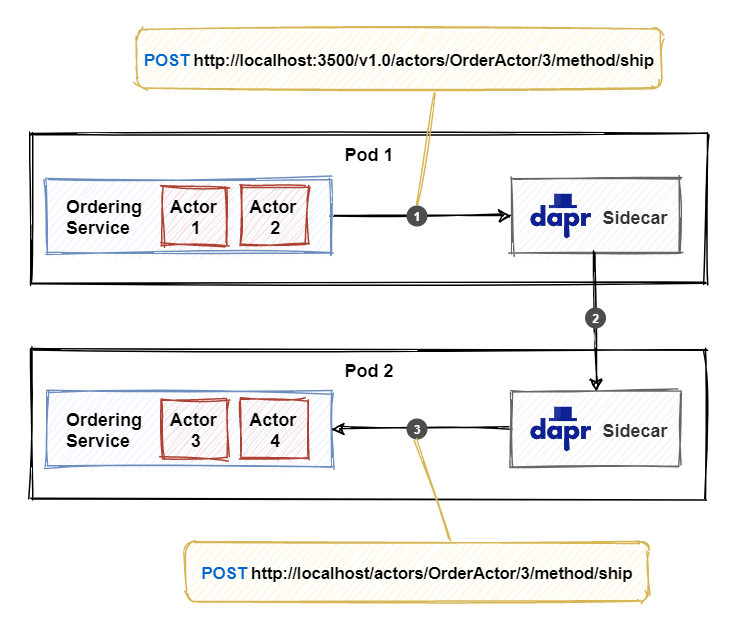 POST http://localhost:3500/v1.0/actors/OrderActor/3/method/ship
Pod 1
Ordering
Service
Actor
1
Actor
2
1
dapr Sidecar
2
Pod 2
Ordering
Service
Actor
3
Actor
4
3
dapr Sidecar
POST http://localhost/actors/OrderActor/3/method/ship